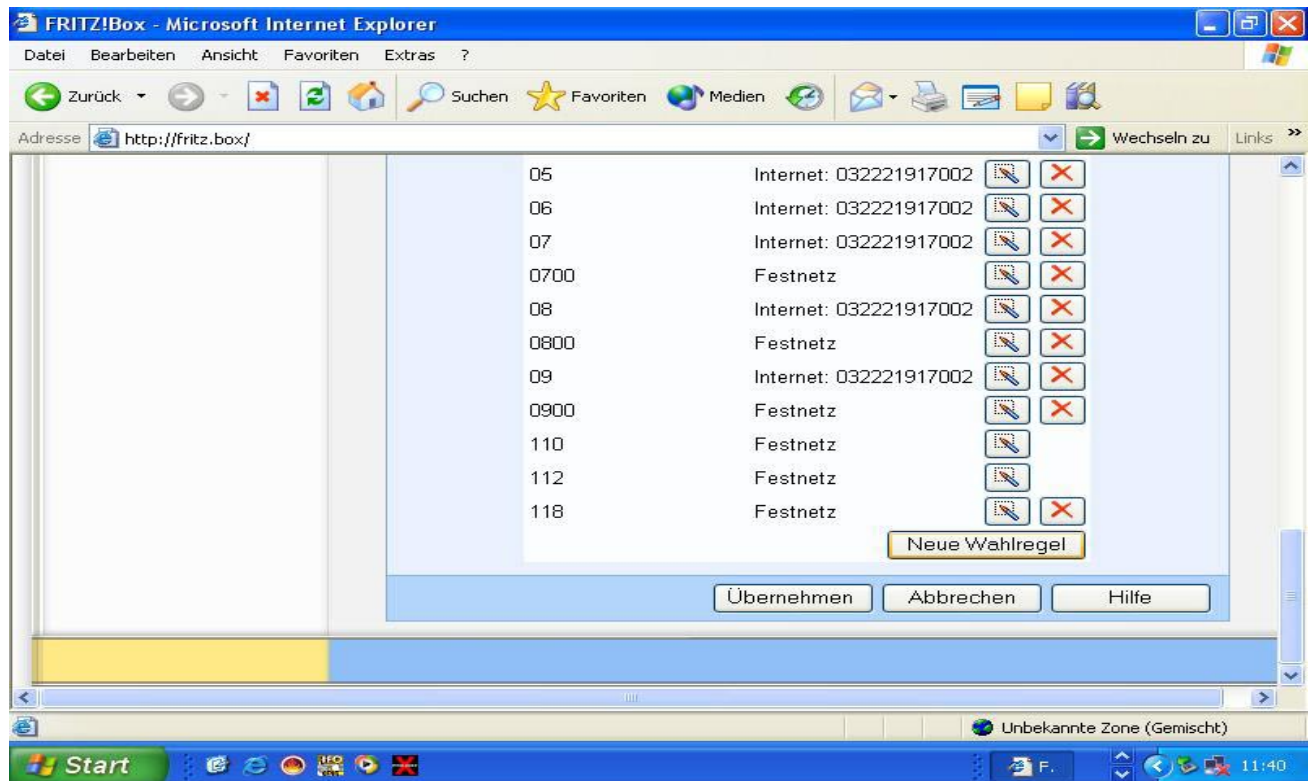 FRITZ!Box - Microsoft Internet Explorer
Datei Bearbeiten Ansicht Favoriten Extras ?
Zurück Suchen Favoriten Medien
Adresse http://fritz.box/ Wechseln zu Links »
05 Internet: 032221917002
06 Internet: 032221917002
07 Internet: 032221917002
0700 Festnetz
08 Internet: 032221917002
0800 Festnetz
09 Internet: 032221917002
0900 Festnetz
110 Festnetz
112 Festnetz
118 Festnetz
Neue Wahlregel
Übernehmen Abbrechen Hilfe
Unbekannte Zone (Gemischt)
Start F. 11:40